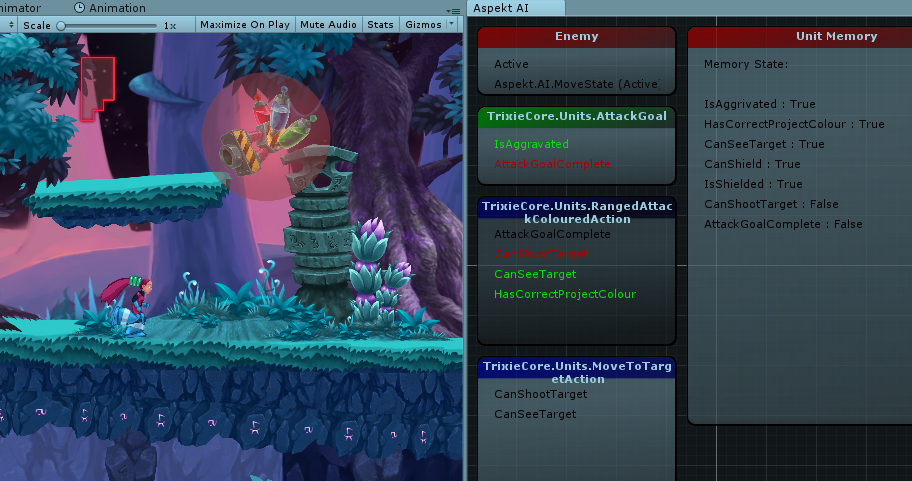 nimator
Animation
Scale
1x
Maximize On Play
Mute Audio
Stats
Gizmos
Aspekt AI
Enemy
Active
Aspekt.AI.MoveState (Active)
TrixieCore.Units.AttackGoal
IsAggravated
AttackGoalComplete
TrixieCore.Units.RangedAtta
ckColouredAction
AttackGoalComplete
CanShootTarget
CanSeeTarget
HasCorrectProjectColour
TrixieCore.Units.MoveToTarg
etAction
CanShootTarget
CanSeeTarget
Unit Memory
Memory State:
IsAggrivated : True
HasCorrectProjectColour : True
CanSeeTarget : True
CanShield : True
IsShielded : True
CanShootTarget : False
AttackGoalComplete : False